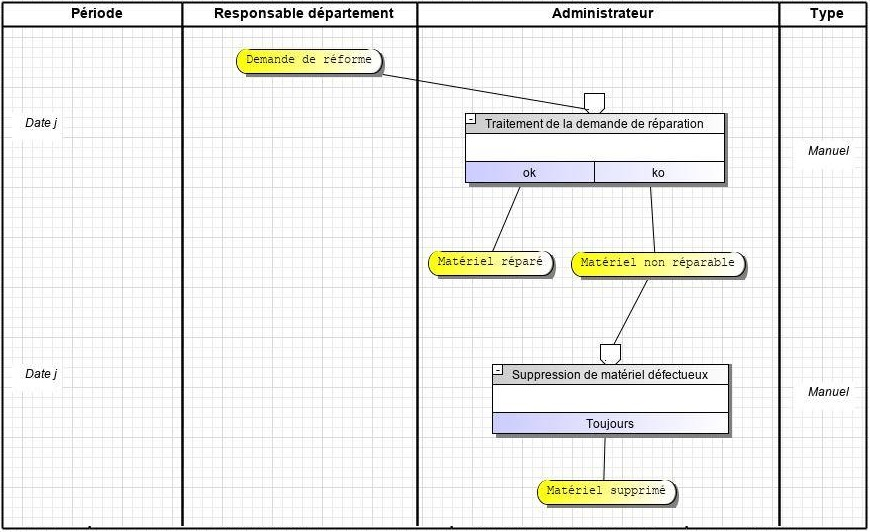 Période
Responsable département
Administrateur
Type
Demande de réforme
Date j
Traitement de la demande de réparation
Manuel
ok
ko
Matériel réparé
Matériel non réparable
Date j
Suppression de matériel défectueux
Manuel
Toujours
Matériel supprimé